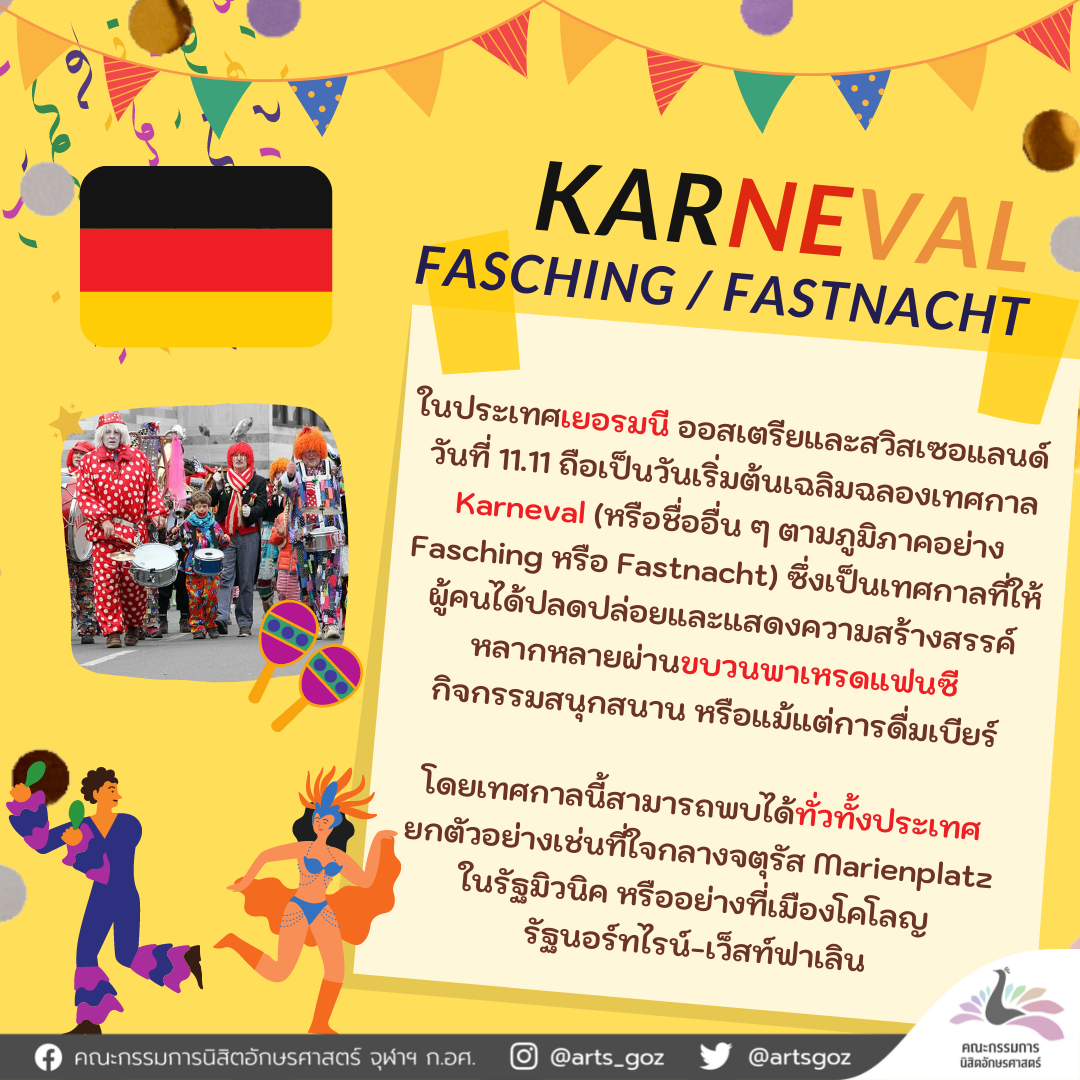 KARNEVAL
FASCHING / FASTNACHT
ในประเทศเยอรมนี ออสเตรียและสวิสเซอแลนด์
วันที่ 11.11 ถือเป็นวันเริ่มต้นเฉลิมฉลองเทศกาล
Karneval (หรือชื่ออื่น ๆ ตามภูมิภาคอย่าง
Fasching หรือ Fastnacht) ซึ่งเป็นเทศกาลที่ให้
ผู้คนได้ปลดปล่อยและแสดงความสร้างสรรค์
หลากหลายผ่านขบวนพาเหรดแฟนซี
กิจกรรมสนุกสนาน หรือแม้แต่การดื่มเบียร์
โดยเทศกาลนี้สามารถพบได้ทั่วทั้งประเทศ
ยกตัวอย่างเช่นที่ใจกลางจตุรัส Marienplatz
ในรัฐมิวนิค หรืออย่างที่เมืองโคโลญ
รัฐนอร์ทไรน์-เว็สท์ฟาเลิน
คณะกรรมการ
นิสิตอักษรศาสตร์
คณะกรรมการนิสิตอักษรศาสตร์ จุฬาฯ ก.อศ. @arts_goz @artsgoz